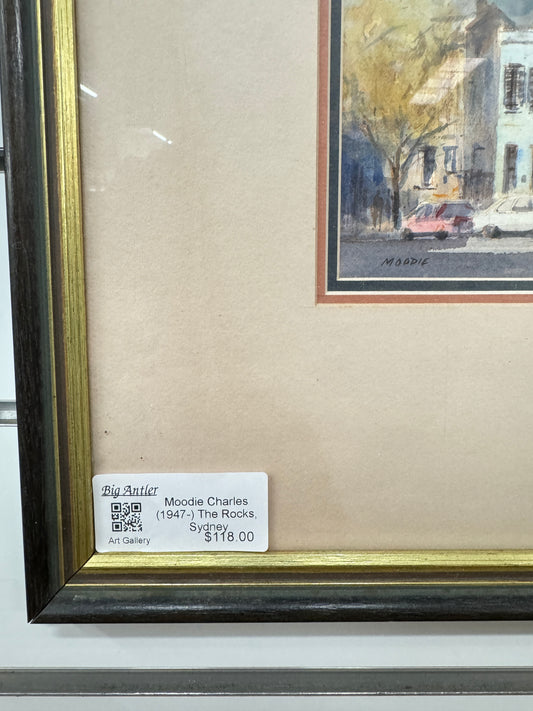 MOODIE
Big Antler
Moodie Charles
(1947-) The Rocks,
Sydney
Art Gallery
$118.00